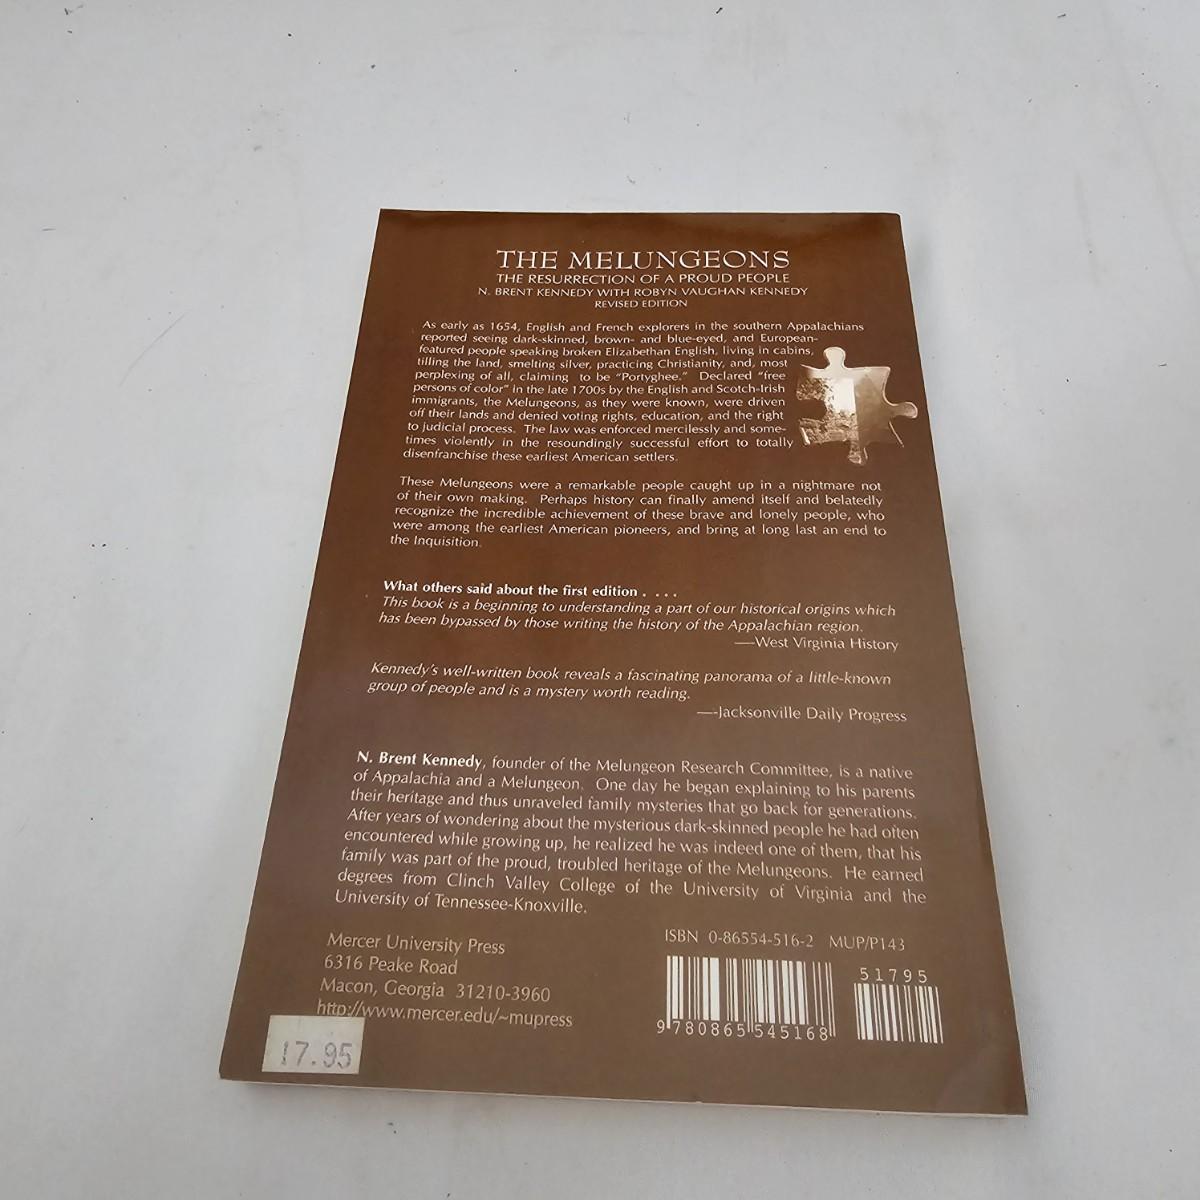 THE MELUNGEONS
THE RESURRECTION OF A PROUD PEOPLE
N. BRENT KENNEDY WITH ROBYN VAUGHAN KENNEDY
REVISED EDITION
As early as 1654, English and French explorers in the southern Appalachians
reported seeing dark-skinned, brown- and blue-eyed, and European-
featured people speaking broken Elizabethan English, living in cabins,
tilling the land, smelting silver, practicing Christianity, and, most
perplexing of all, claiming to be "Portyghee." Declared "free
persons of color" in the late 1700s by the English and Scotch-Irish
immigrants, the Melungeons, as they were known, were driven
off their lands and denied voting rights, education, and the right
to judicial process. The law was enforced mercilessly and some-
times violently in the resoundingly successful effort to totally
disenfranchise these earliest American settlers.
These Melungeons were a remarkable people caught up in a nightmare not
of their own making. Perhaps history can finally amend itself and belatedly
recognize the incredible achievement of these brave and lonely people, who
were among the earliest American pioneers, and bring at long last an end to
the Inquisition.
What others said about the first edition . . . .
This book is a beginning to understanding a part of our historical origins which
has been bypassed by those writing the history of the Appalachian region.
—West Virginia History
Kennedy's well-written book reveals a fascinating panorama of a little-known
group of people and is a mystery worth reading.
—Jacksonville Daily Progress
N. Brent Kennedy, founder of the Melungeon Research Committee, is a native
of Appalachia and a Melungeon. One day he began explaining to his parents
their heritage and thus unraveled family mysteries that go back for generations.
After years of wondering about the mysterious dark-skinned people he had often
encountered while growing up, he realized he was indeed one of them, that his
family was part of the proud, troubled heritage of the Melungeons. He earned
degrees from Clinch Valley College of the University of Virginia and the
University of Tennessee-Knoxville.
Mercer University Press
6316 Peake Road
Macon, Georgia 31210-3960
http://www.mercer.edu/~mupress
17.95
ISBN 0-86554-516-2 MUP/P143
51795
9 780865 545168